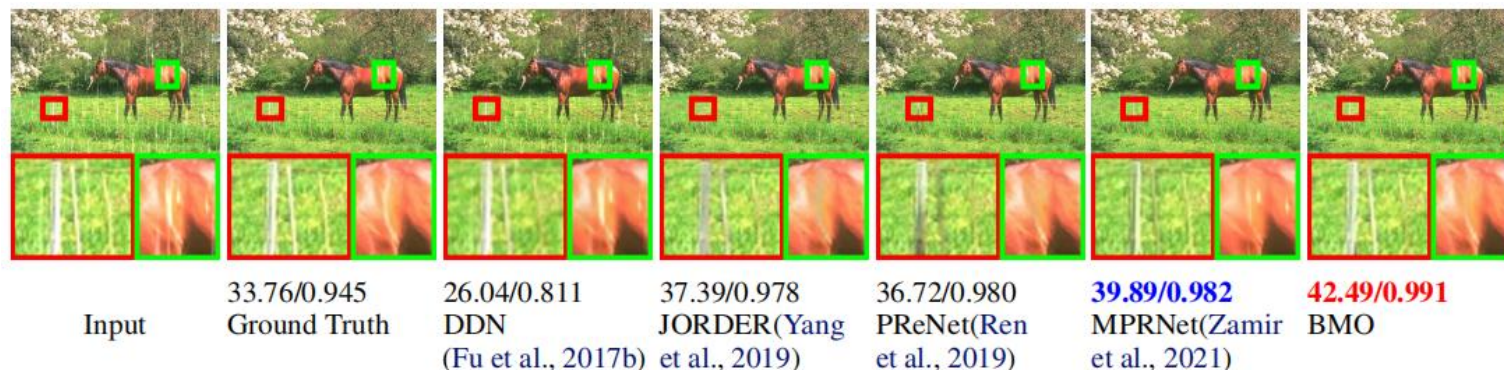 33.76/0.945 26.04/0.811 37.39/0.978 36.72/0.980 39.89/0.982 42.49/0.991
Input Ground Truth DDN JORDER(Yang PReNet(Ren MPRNet(Zamir BMO
(Fu et al., 2017b) et al., 2019) et al., 2019) et al., 2021)